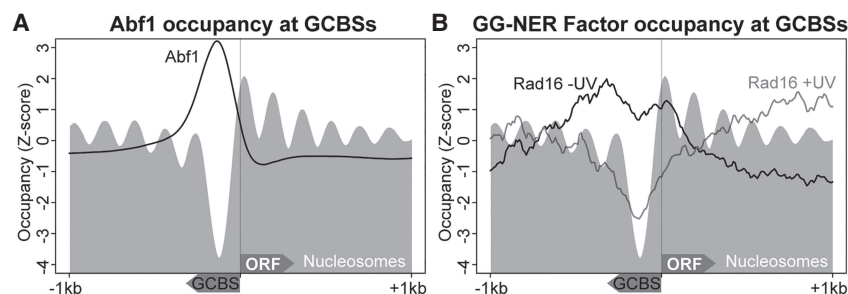 A
Abf1 occupancy at GCBSs
Occupancy (Z-score)
3
2
1
0
-1
-2
-3
-4
Abf1
ORF
Nucleosomes
GCBS
-1kb
+1kb
B
GG-NER Factor occupancy at GCBSs
Occupancy (Z-score)
3
2
1
0
-1
-2
-3
-4
Rad16 -UV
Rad16 +UV
ORF
Nucleosomes
GCBS
-1kb
+1kb